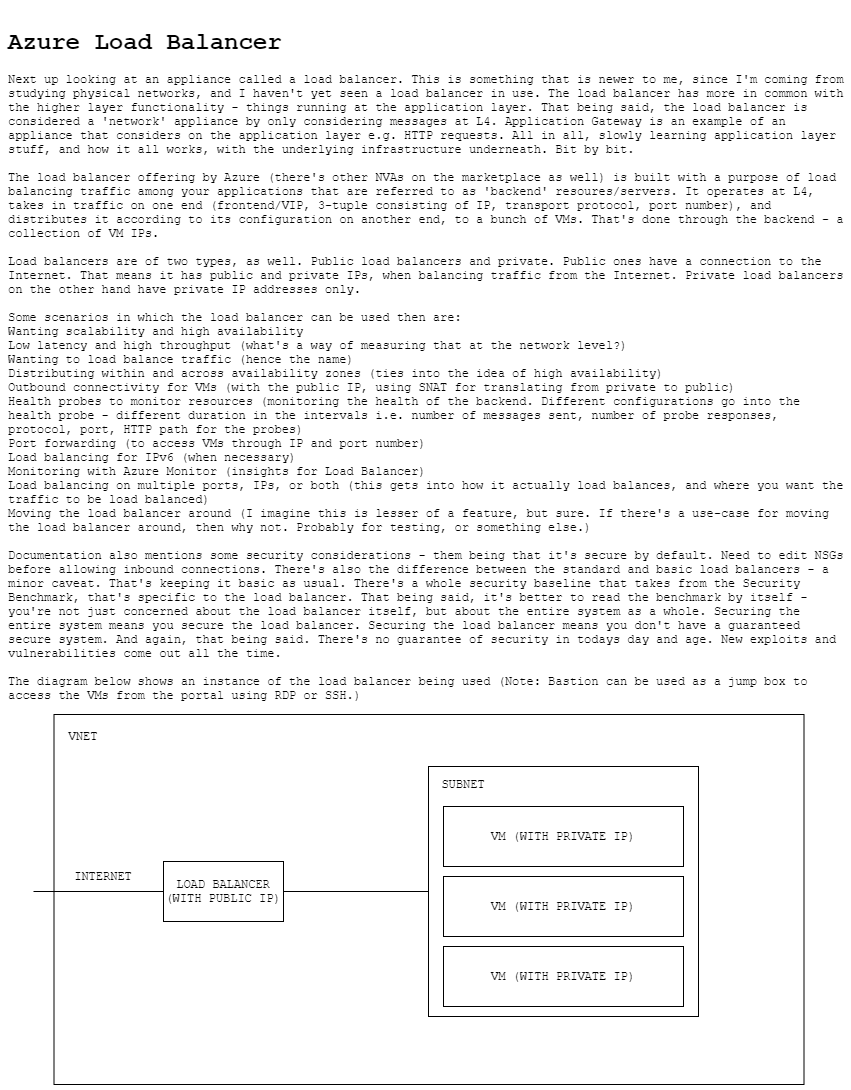 Azure Load Balancer
Next up looking at an appliance called a load balancer. This is something that is newer to me, since I'm coming from
studying physical networks, and I haven't yet seen a load balancer in use. The load balancer has more in common with
the higher layer functionality - things running at the application layer. That being said, the load balancer is
considered a 'network' appliance by only considering messages at L4. Application Gateway is an example of an
appliance that considers on the application layer e.g. HTTP requests. All in all, slowly learning application layer
stuff, and how it all works, with the underlying infrastructure underneath. Bit by bit.
The load balancer offering by Azure (there's other NVAs on the marketplace as well) is built with a purpose of load
balancing traffic among your applications that are referred to as 'backend' resoures/servers. It operates at L4,
takes in traffic on one end (frontend/VIP, 3-tuple consisting of IP, transport protocol, port number), and
distributes it according to its configuration on another end, to a bunch of VMs. That's done through the backend - a
collection of VM IPs.
Load balancers are of two types, as well. Public load balancers and private. Public ones have a connection to the
Internet. That means it has public and private IPs, when balancing traffic from the Internet. Private load balancers
on the other hand have private IP addresses only.
Some scenarios in which the load balancer can be used then are:
Wanting scalability and high availability
Low latency and high throughput (what's a way of measuring that at the network level?)
Wanting to load balance traffic (hence the name)
Distributing within and across availability zones (ties into the idea of high availability)
Outbound connectivity for VMs (with the public IP, using SNAT for translating from private to public)
Health probes to monitor resources (monitoring the health of the backend. Different configurations go into the
health probe - different duration in the intervals i.e. number of messages sent, number of probe responses,
protocol, port, HTTP path for the probes)
Port forwarding (to access VMs through IP and port number)
Load balancing for IPv6 (when necessary)
Monitoring with Azure Monitor (insights for Load Balancer)
Load balancing on multiple ports, IPs, or both (this gets into how it actually load balances, and where you want the
traffic to be load balanced)
Moving the load balancer around (I imagine this is lesser of a feature, but sure. If there's a use-case for moving
the load balancer around, then why not. Probably for testing, or something else.)
Documentation also mentions some security considerations - them being that it's secure by default. Need to edit NSGs
before allowing inbound connections. There's also the difference between the standard and basic load balancers - a
minor caveat. That's keeping it basic as usual. There's a whole security baseline that takes from the Security
Benchmark, that's specific to the load balancer. That being said, it's better to read the benchmark by itself -
you're not just concerned about the load balancer itself, but about the entire system as a whole. Securing the
entire system means you secure the load balancer. Securing the load balancer means you don't have a guaranteed
secure system. And again, that being said. There's no guarantee of security in todays day and age. New exploits and
vulnerabilities come out all the time.
The diagram below shows an instance of the load balancer being used (Note: Bastion can be used as a jump box to
access the VMs from the portal using RDP or SSH.)
VNET
SUBNET
VM (WITH PRIVATE IP)
INTERNET
LOAD BALANCER
(WITH PUBLIC IP)
VM (WITH PRIVATE IP)
VM (WITH PRIVATE IP)